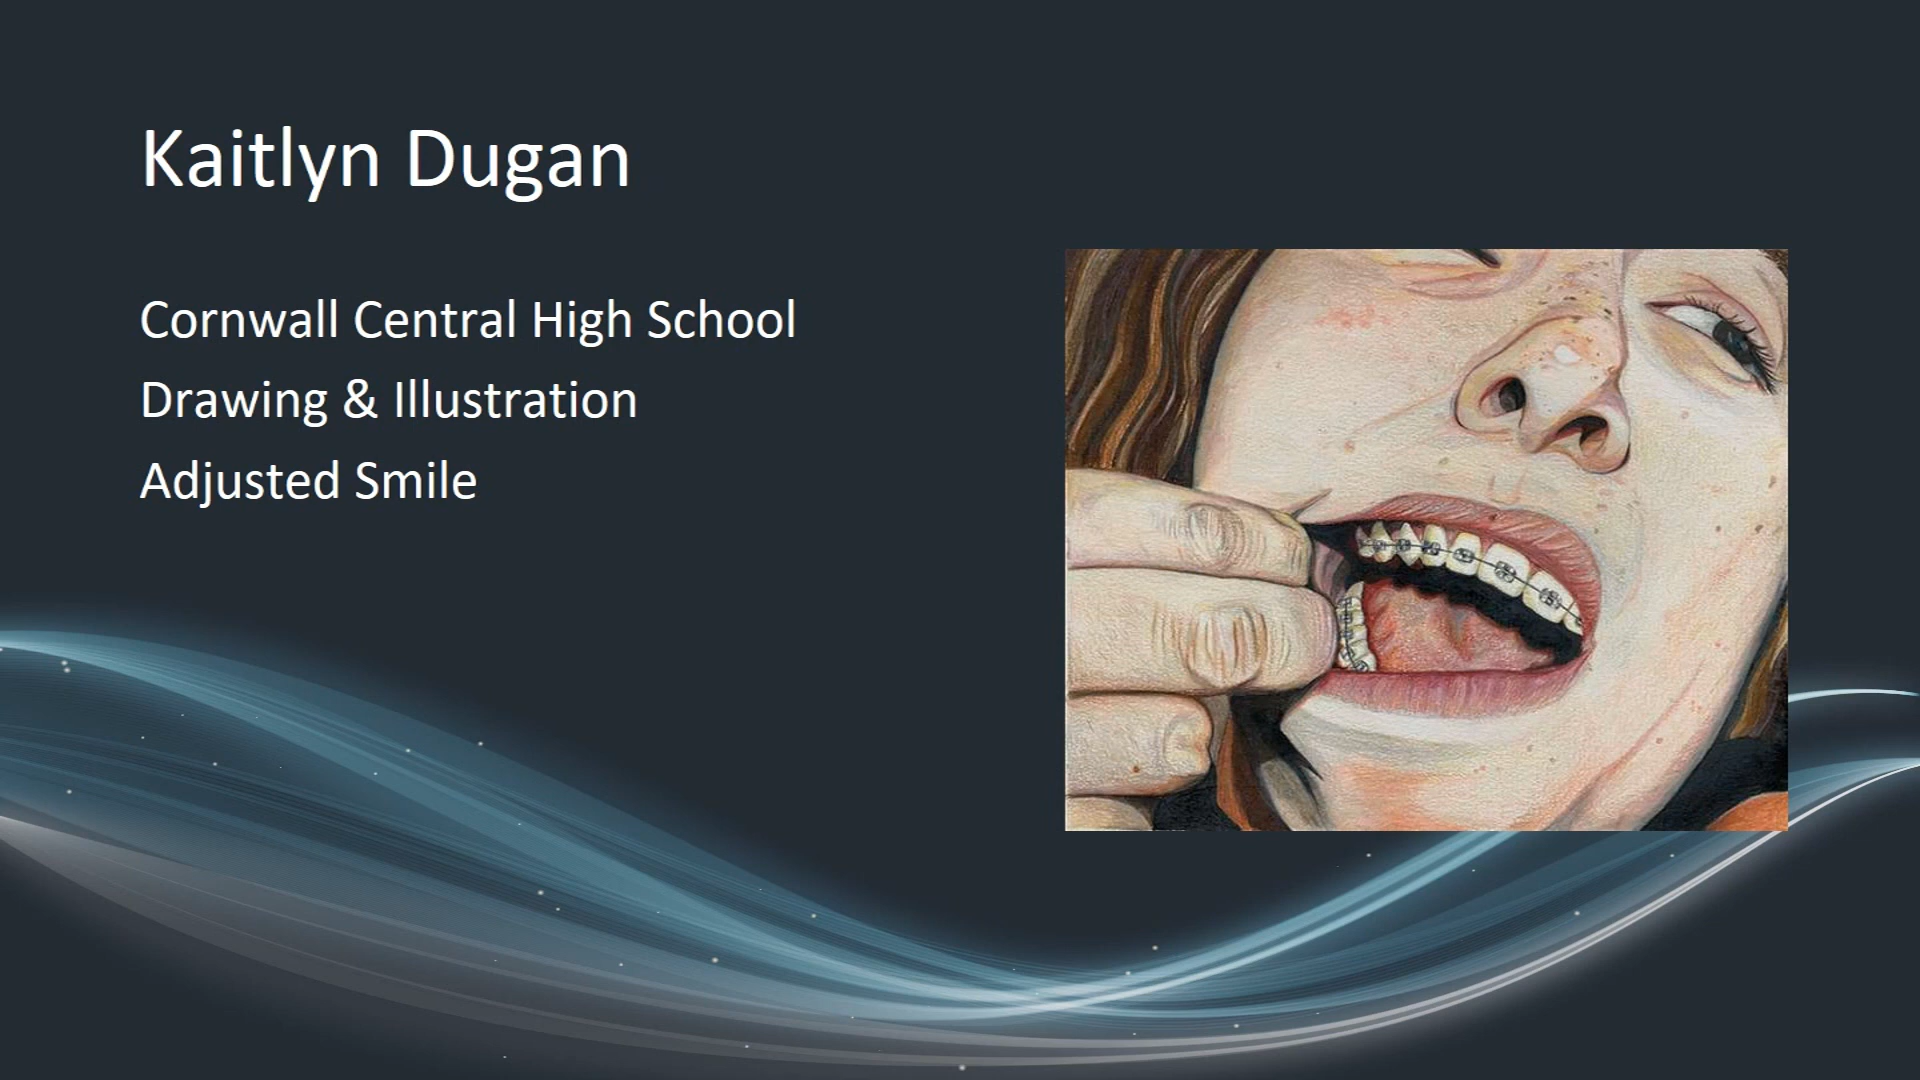 Kaitlyn Dugan
Cornwall Central High School
Drawing & Illustration
Adjusted Smile